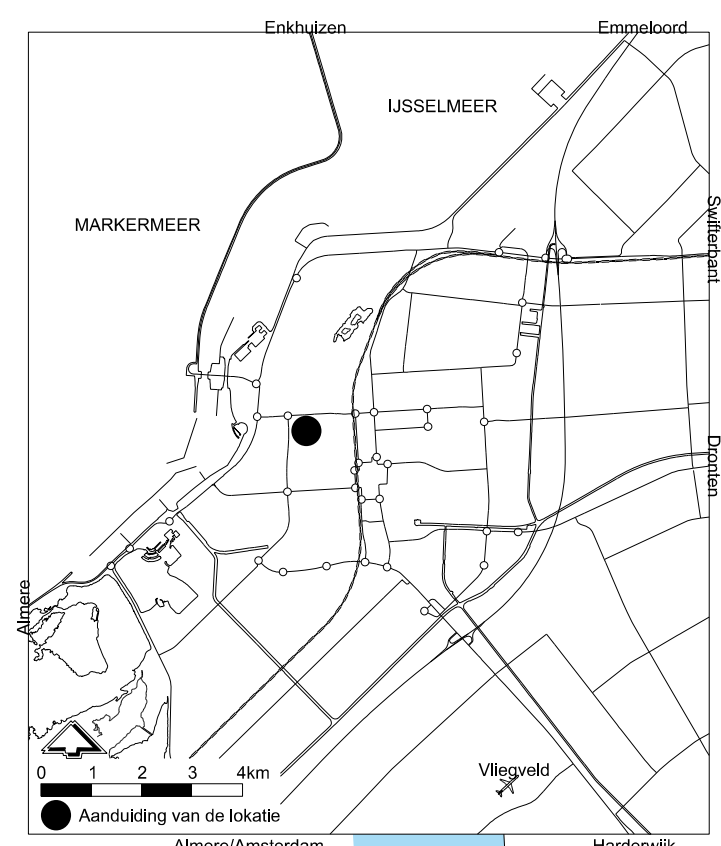 Enkhuizen
Emmeloord
IJSSELMEER
MARKERMEER
Swifterbant
Dronten
Almere
Vliegveld
0 1 2 3 4km
Aanduiding van de lokatie
Almere/Amsterdam
Harderwijk